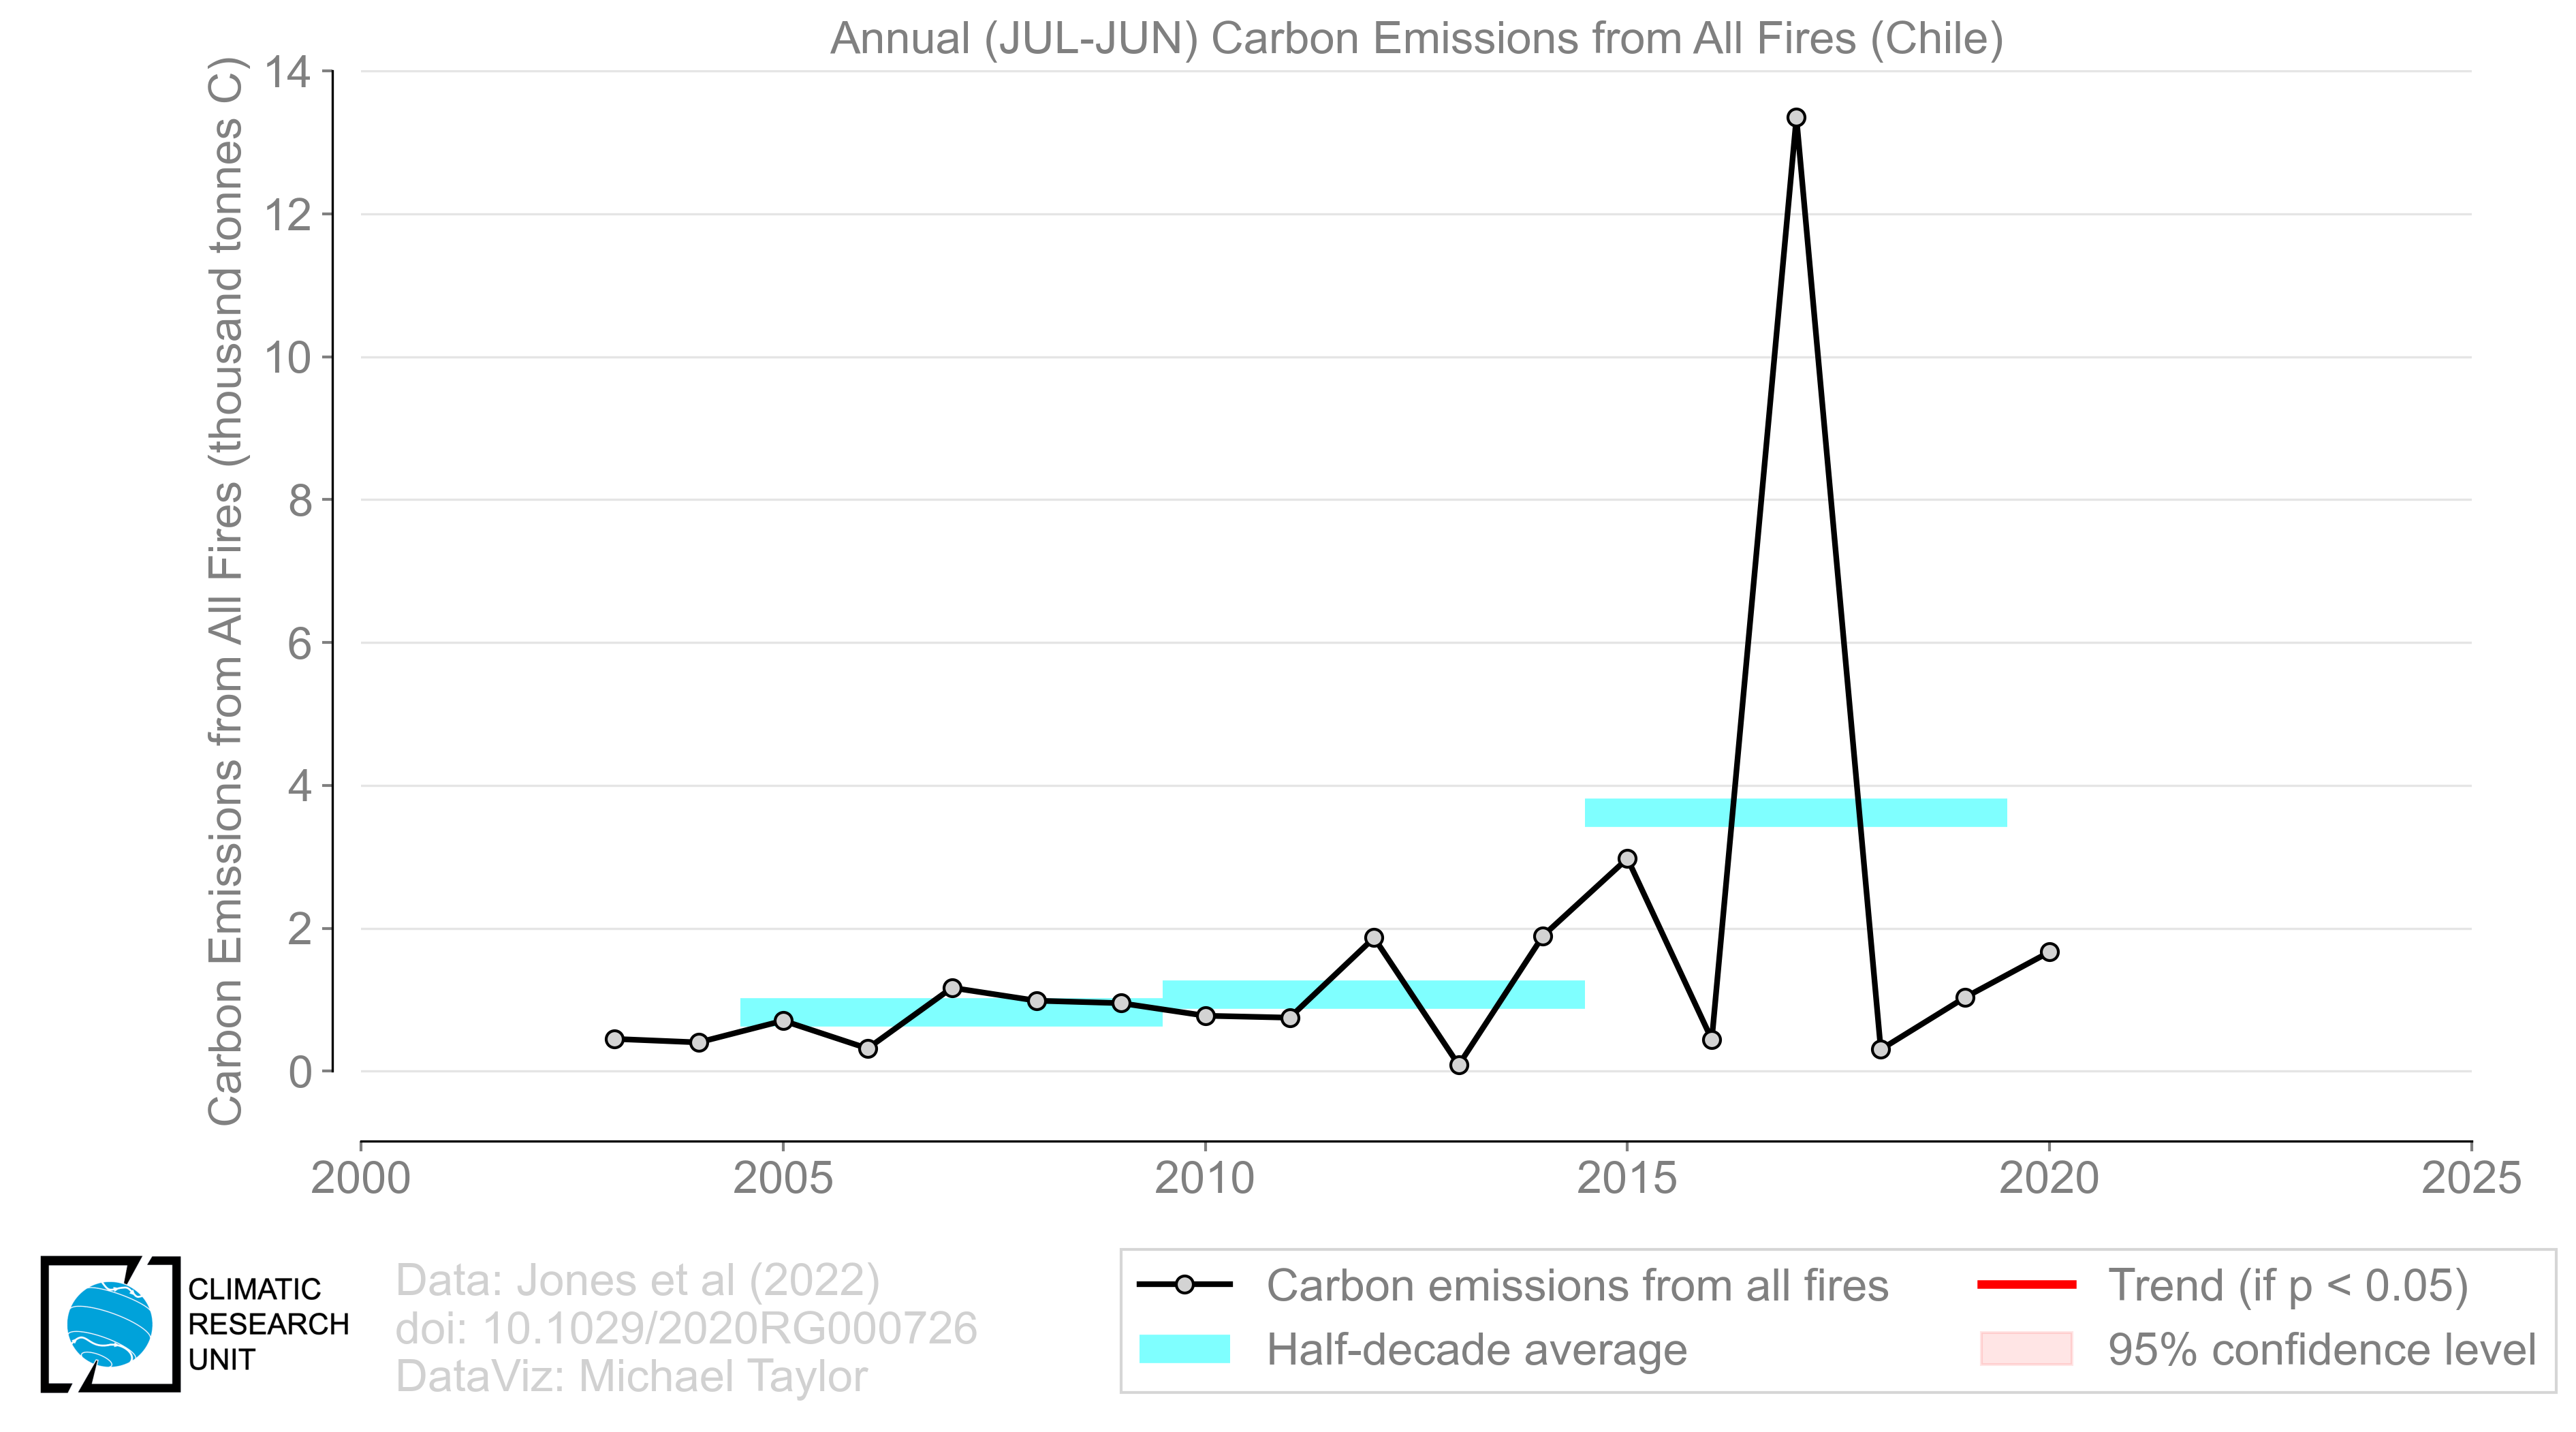 Annual (JUL-JUN) Carbon Emissions from All Fires (Chile)
Carbon Emissions from All Fires (thousand tonnes C)
14
12
10
8
6
4
2
0
2000 2005 2010 2015 2020 2025
CLIMATIC
RESEARCH
UNIT
Data: Jones et al (2022)
doi: 10.1029/2020RG000726
DataViz: Michael Taylor
Carbon emissions from all fires
Half-decade average
Trend (if p < 0.05)
95% confidence level